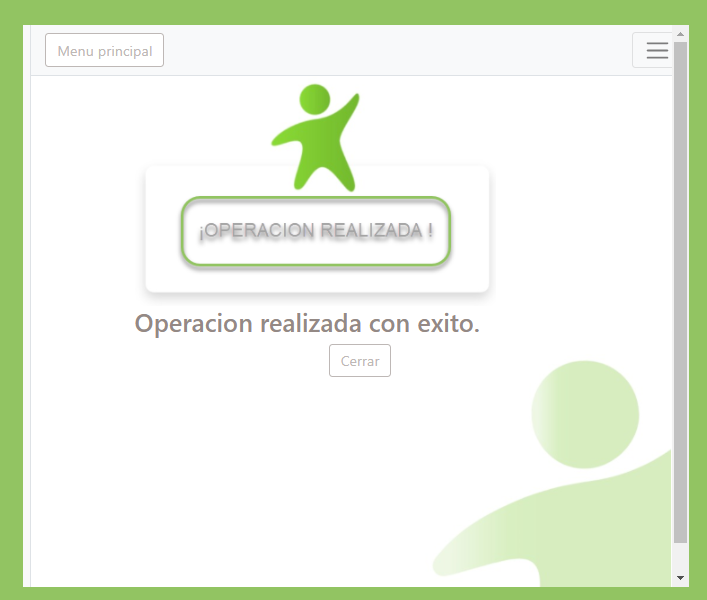 Menu principal
¡OPERACION REALIZADA !
Operacion realizada con exito.
Cerrar